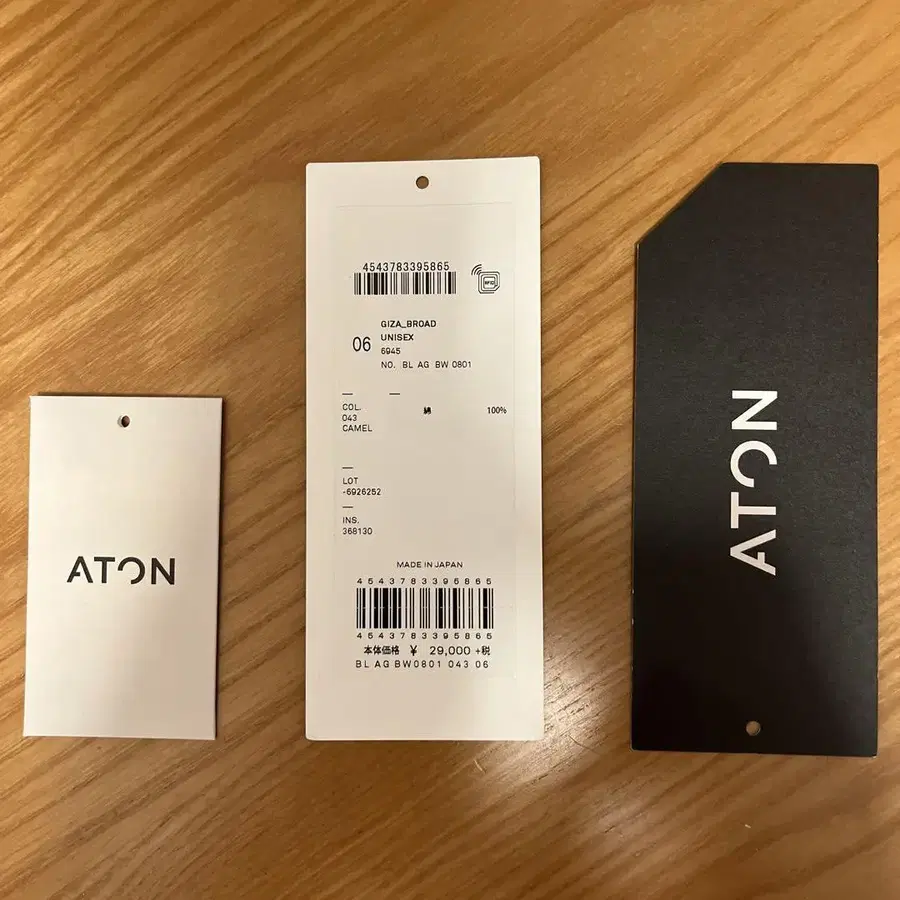 ATON
4543783395865
RFID
06
GIZA_BROAD
UNISEX
6945
NO. BL AG BW 0801
COL.
043
CAMEL
綿 100%
LOT
-6926252
INS.
368130
MADE IN JAPAN
4543783395865
4543783395865
本体価格 ¥ 29,000 +税
BL AG BW0801 043 06
ATON